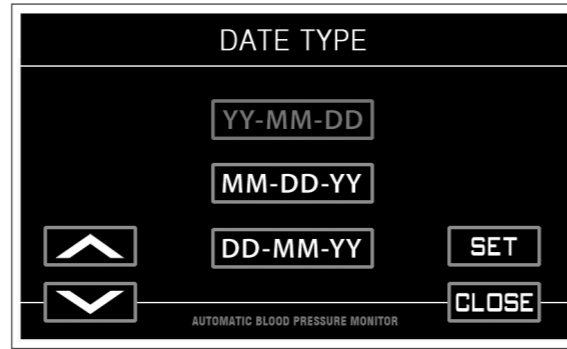 DATE TYPE
YY-MM-DD
MM-DD-YY
DD-MM-YY
SET
CLOSE
AUTOMATIC BLOOD PRESSURE MONITOR